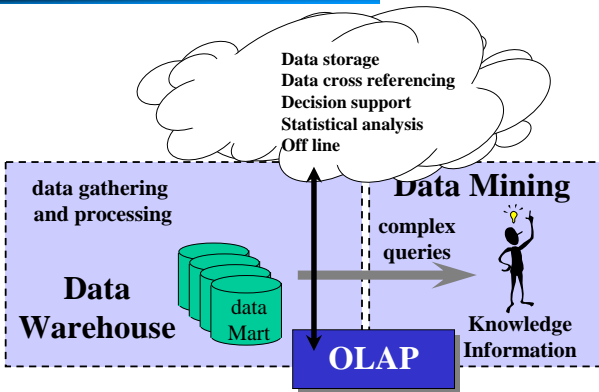 Data storage
Data cross referencing
Decision support
Statistical analysis
Off line
data gathering
and processing
Data Mining
complex
queries
Data
Warehouse
data
Mart
Knowledge
Information
OLAP